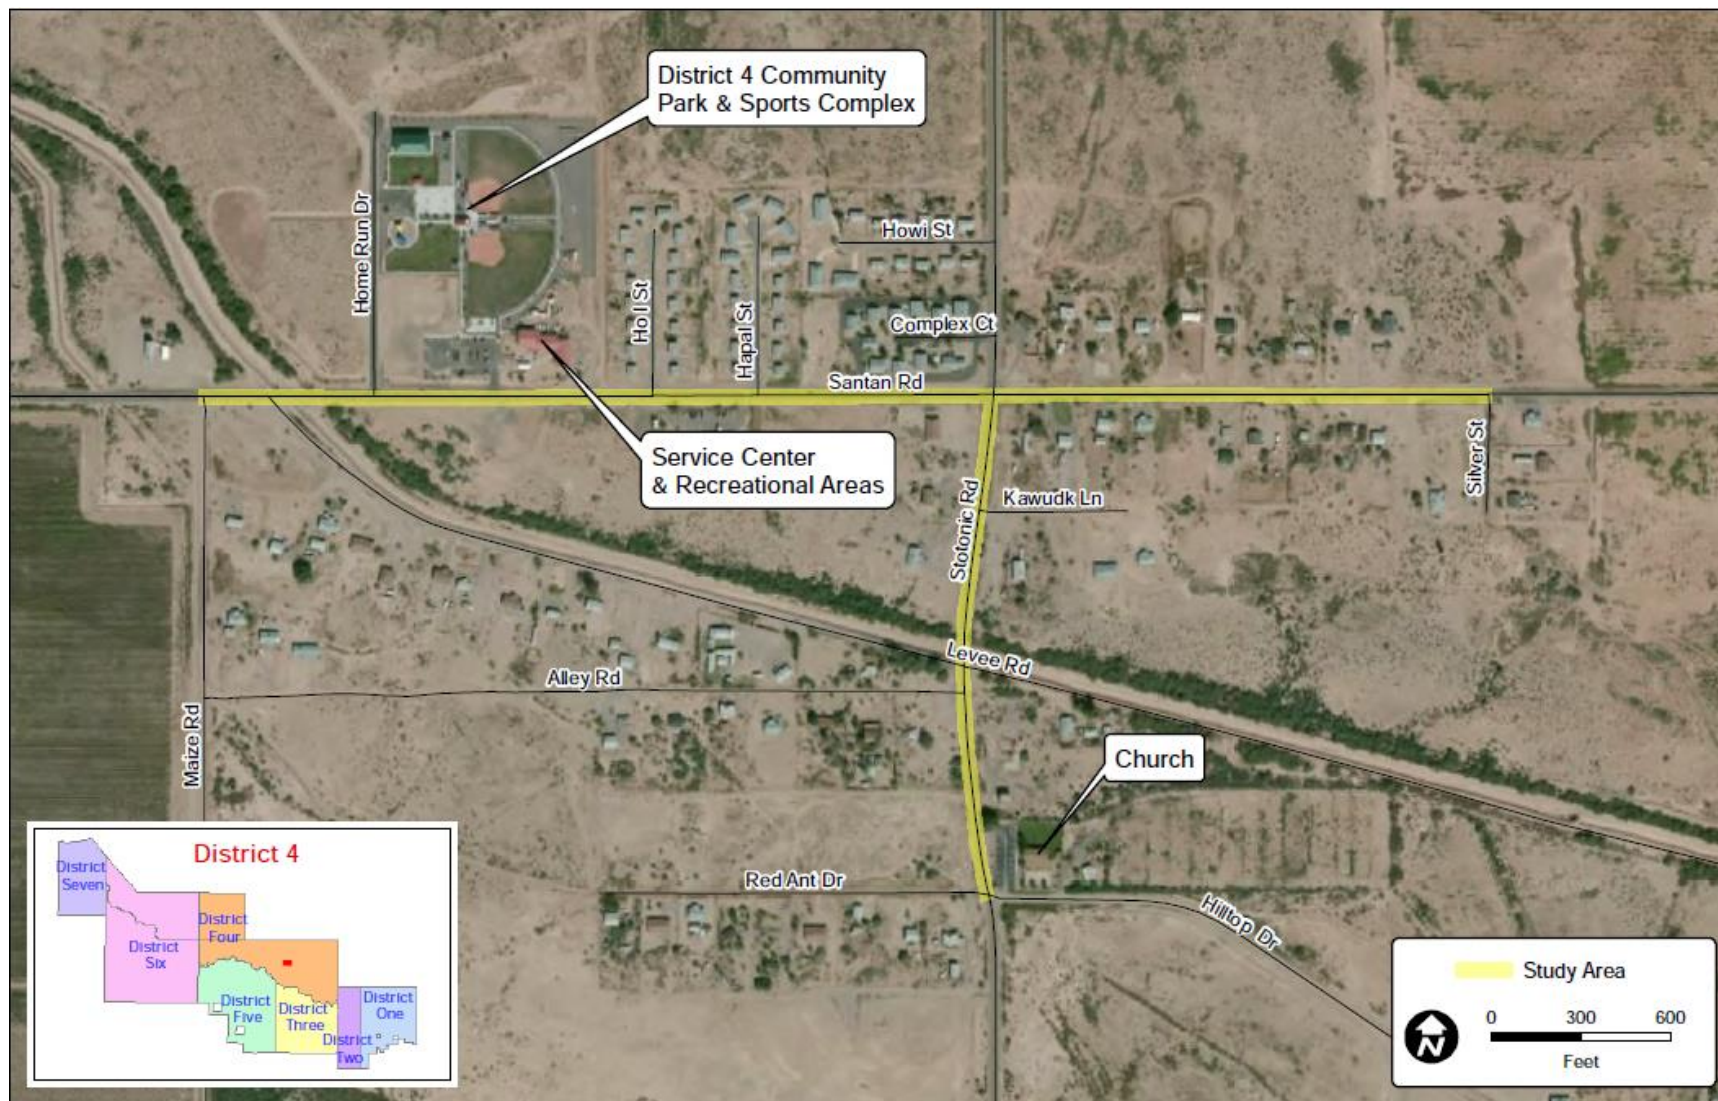 District 4 Community
Park & Sports Complex
Home Run Dr
Ho I St
Hapal St
Howi St
Complex Ct
Santan Rd
Service Center
& Recreational Areas
Stotonic Rd
Kawudk Ln
Silver St
Levee Rd
Alley Rd
Maize Rd
Church
Red Ant Dr
Hilltop Dr
District 4
District
Seven
District
Four
District
Six
District
Five
District
Three
District
Two
District
One
Study Area
0 300 600
Feet
N